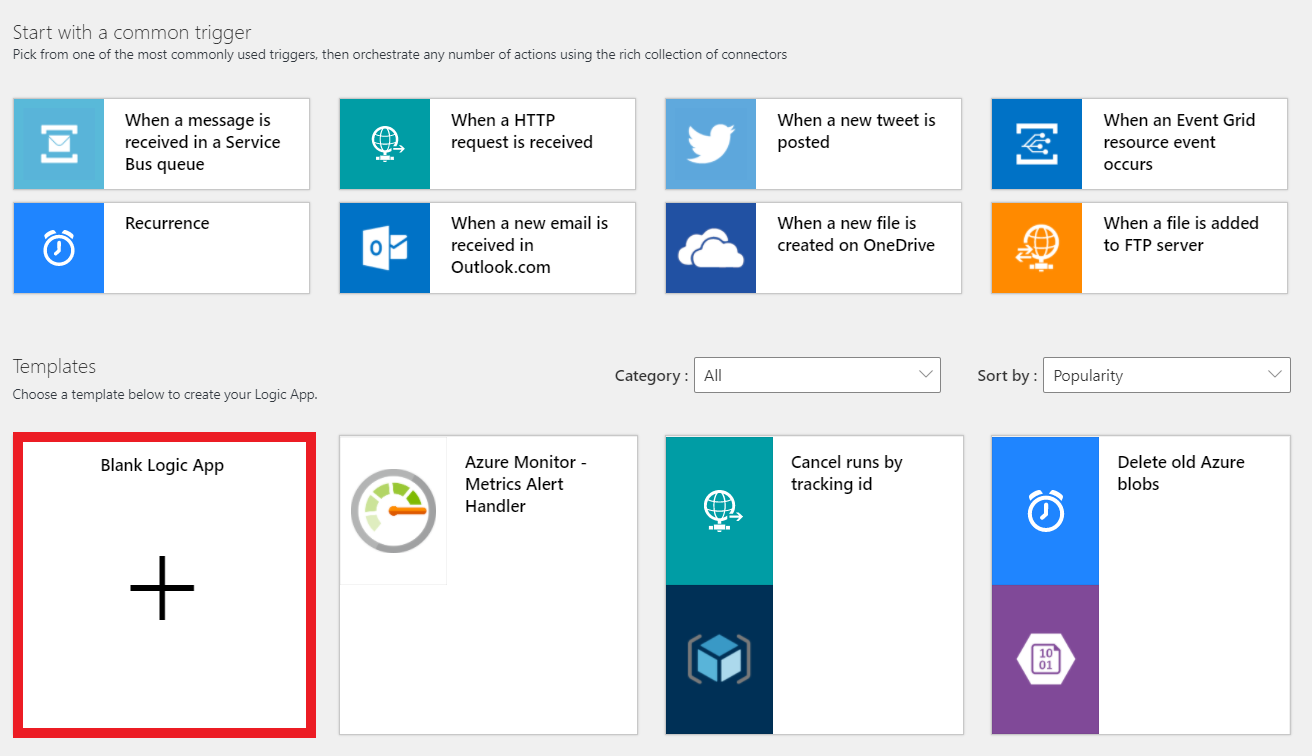 Start with a common trigger
Pick from one of the most commonly used triggers, then orchestrate any number of actions using the rich collection of connectors
When a message is
received in a Service
Bus queue
When a HTTP
request is received
When a new tweet is
posted
When an Event Grid
resource event
occurs
Recurrence
When a new email is
received in
Outlook.com
When a new file is
created on OneDrive
When a file is added
to FTP server
Templates
Choose a template below to create your Logic App.
Category : All
Sort by : Popularity
Blank Logic App
Azure Monitor -
Metrics Alert
Handler
Cancel runs by
tracking id
Delete old Azure
blobs
10
01